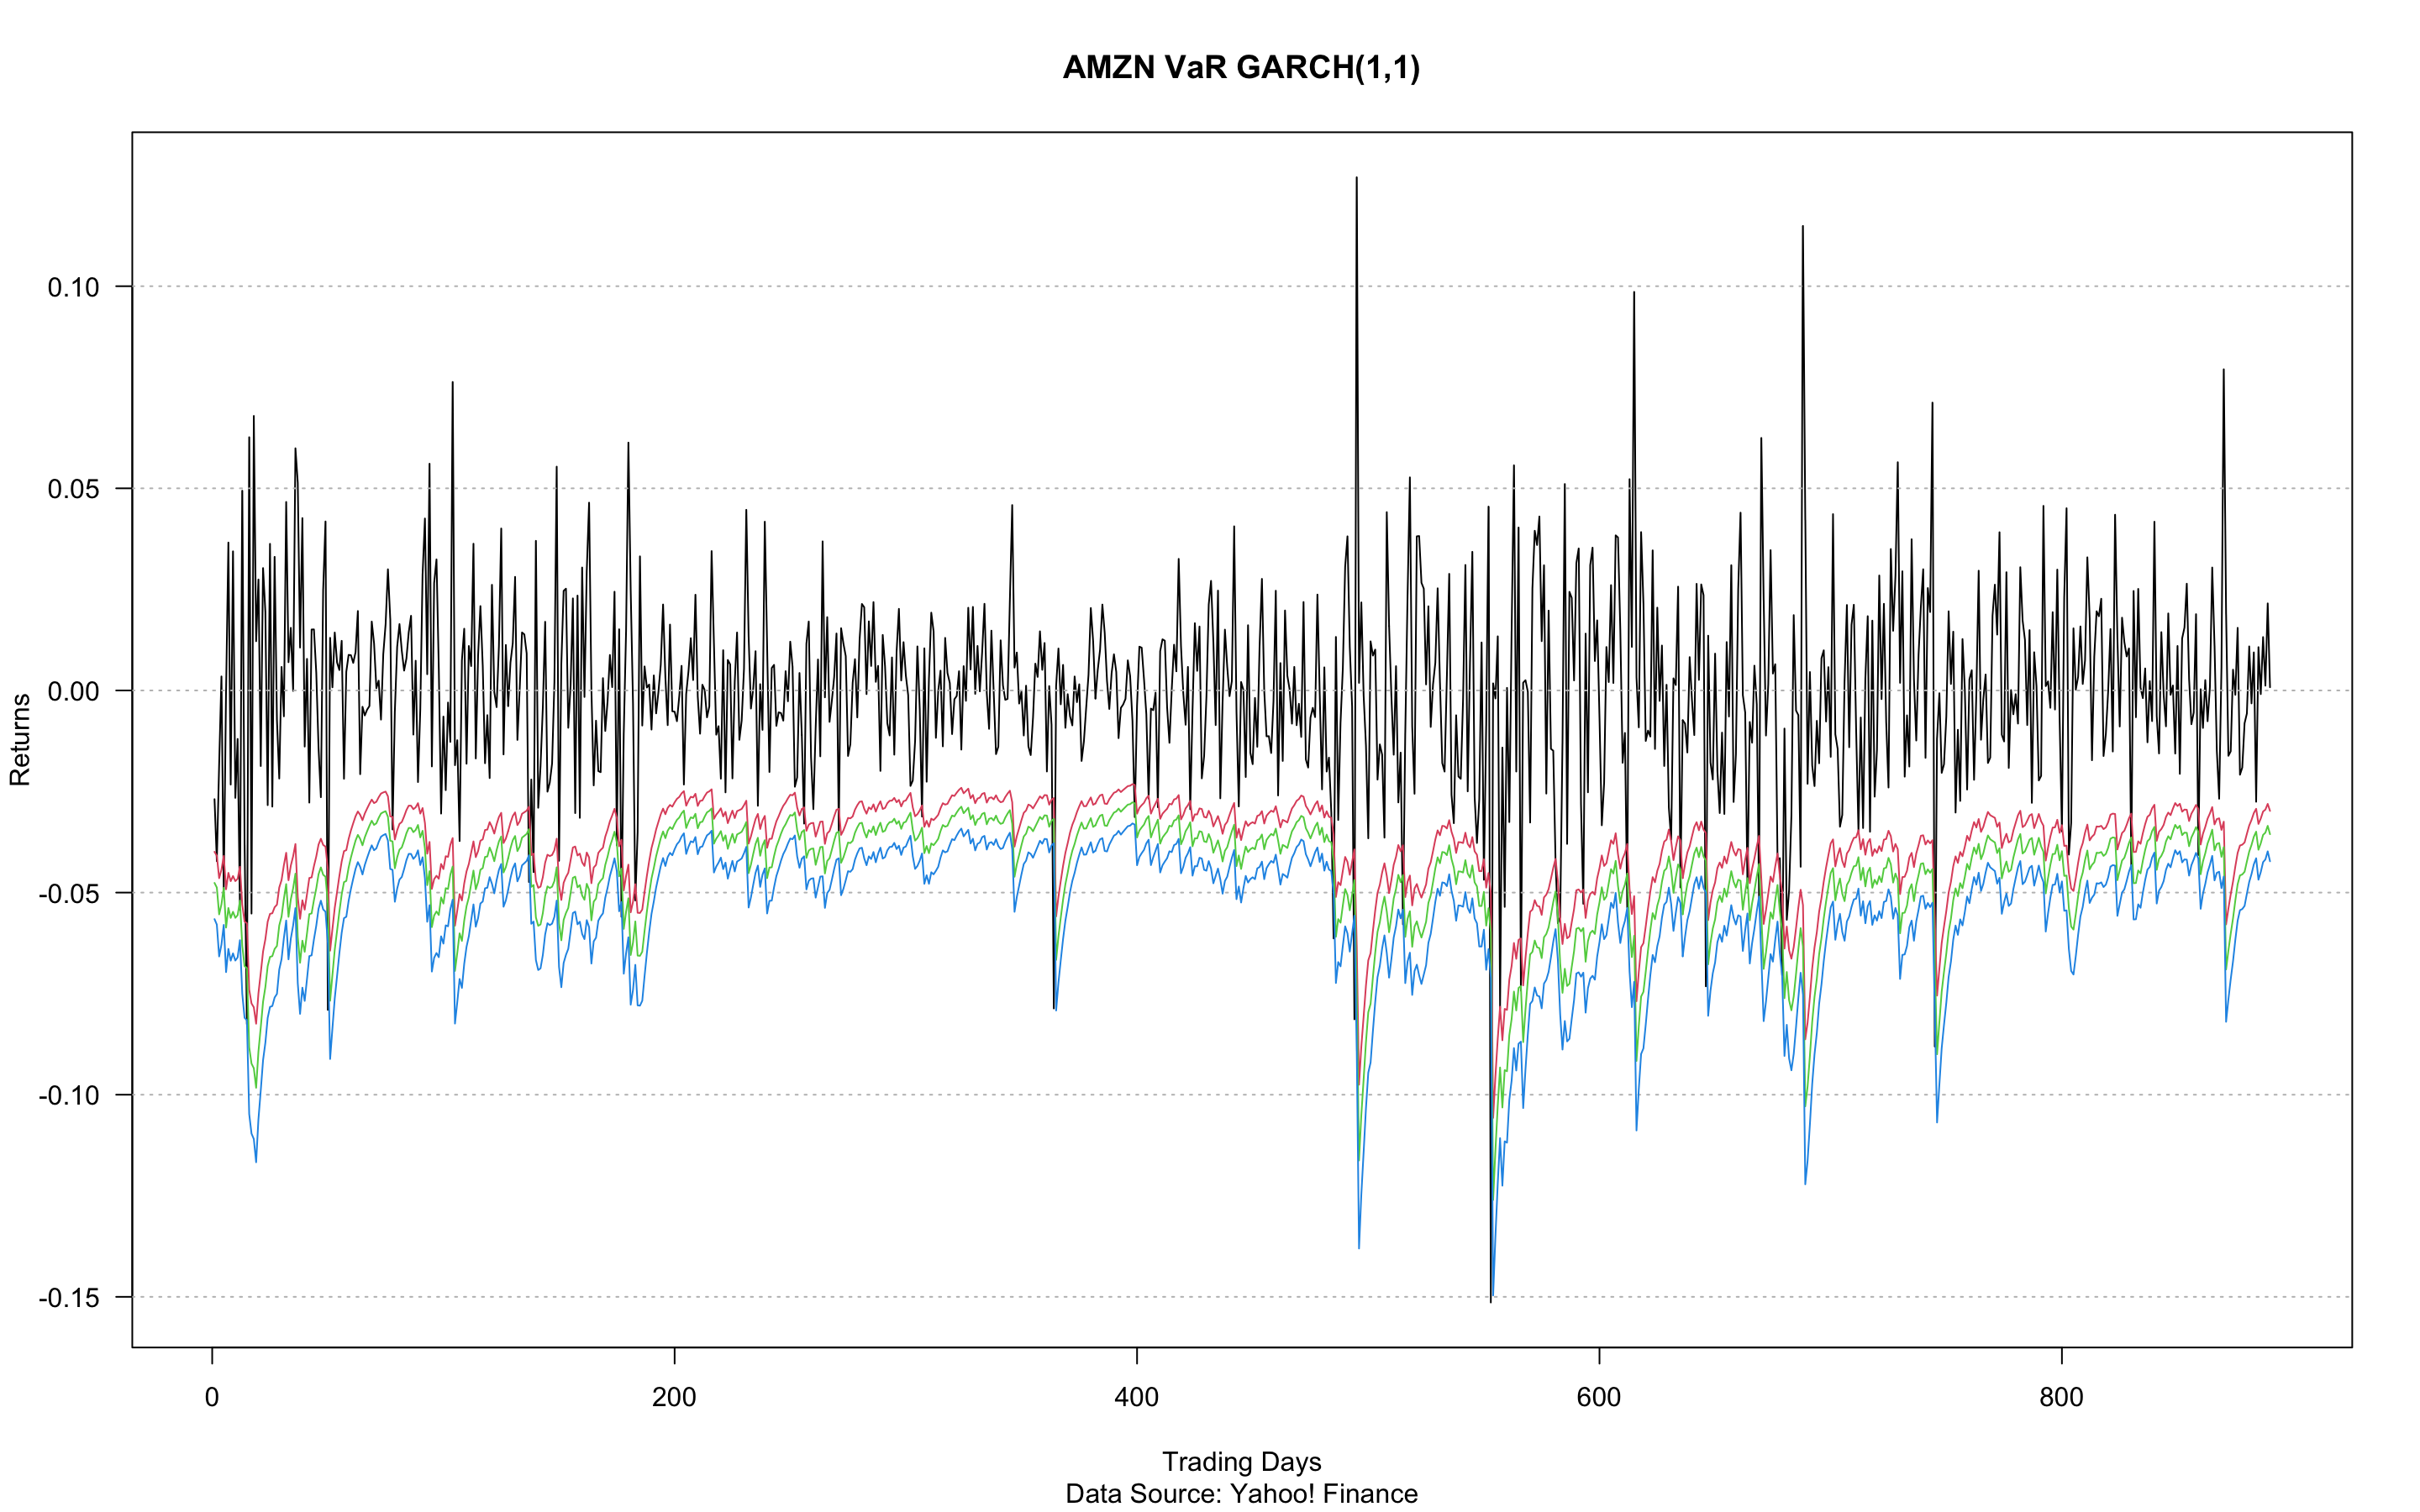 AMZN VaR GARCH(1,1)
Returns
0.10
0.05
0.00
-0.05
-0.10
-0.15
0
200
400
600
800
Trading Days
Data Source: Yahoo! Finance